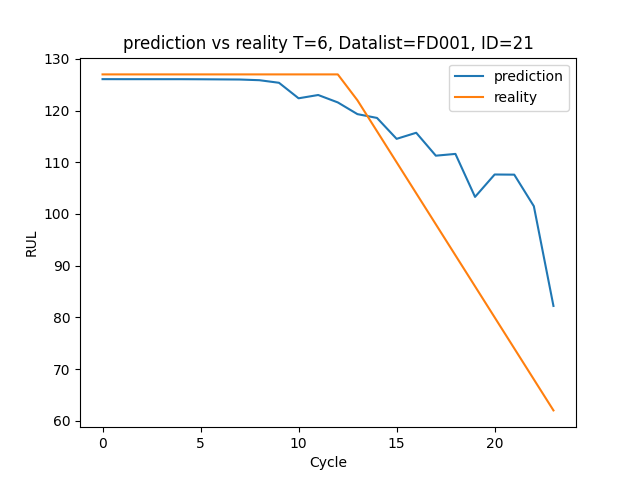 prediction vs reality T=6, Datalist=FD001, ID=21
130
120
110
100
90
80
70
60
RUL
prediction
reality
0 5 10 15 20
Cycle